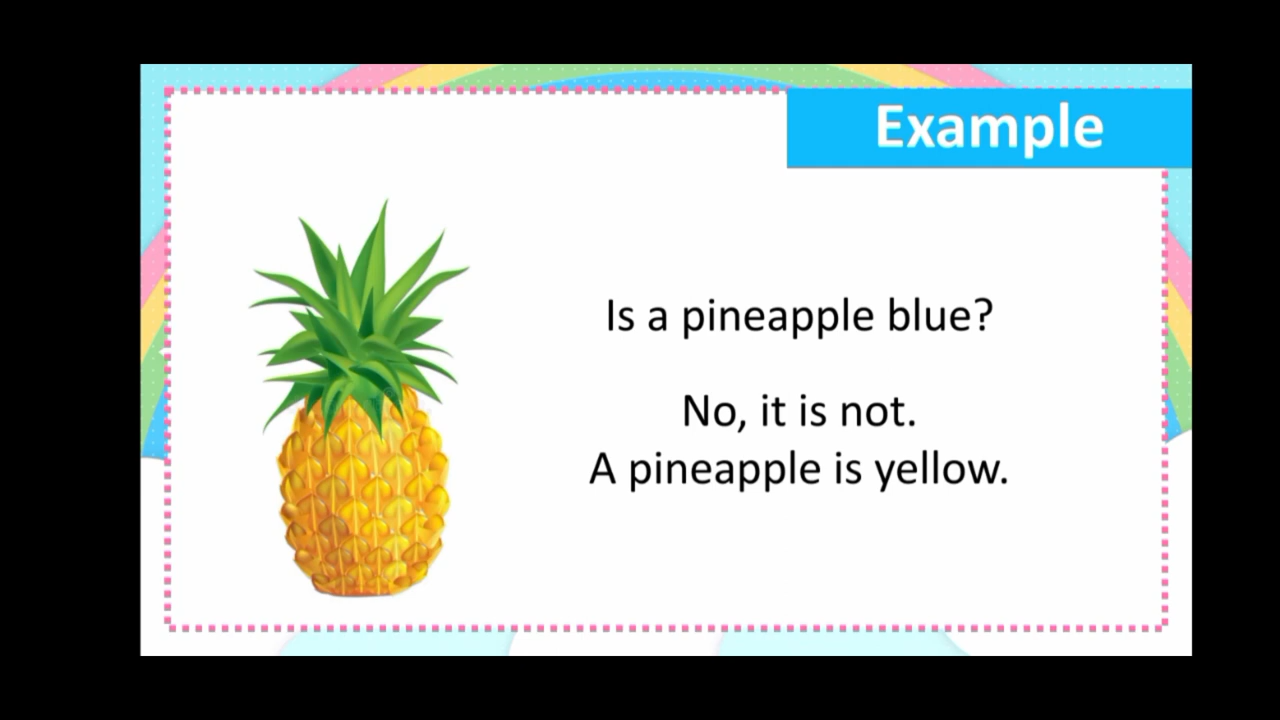 Example
Is a pineapple blue?
No, it is not.
A pineapple is yellow.